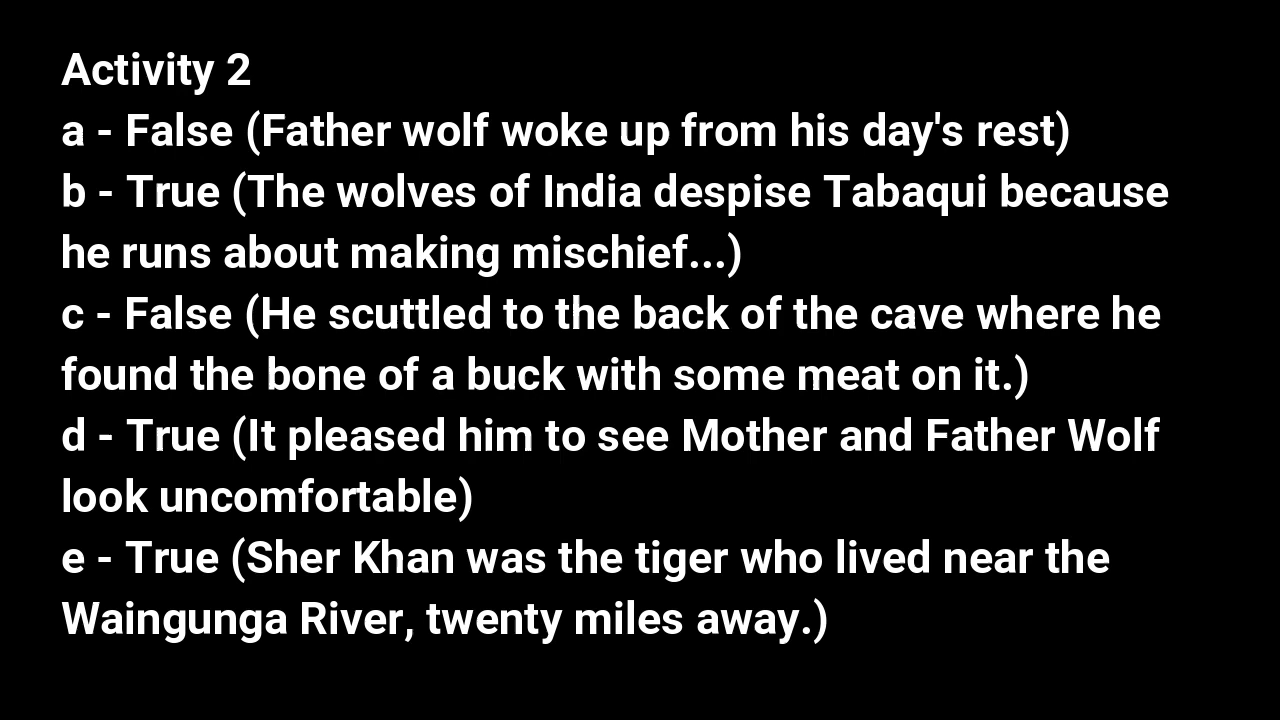 Activity 2
a - False (Father wolf woke up from his day's rest)
b - True (The wolves of India despise Tabaqui because
he runs about making mischief...)
c - False (He scuttled to the back of the cave where he
found the bone of a buck with some meat on it.)
d - True (It pleased him to see Mother and Father Wolf
look uncomfortable)
e - True (Sher Khan was the tiger who lived near the
Waingunga River, twenty miles away.)